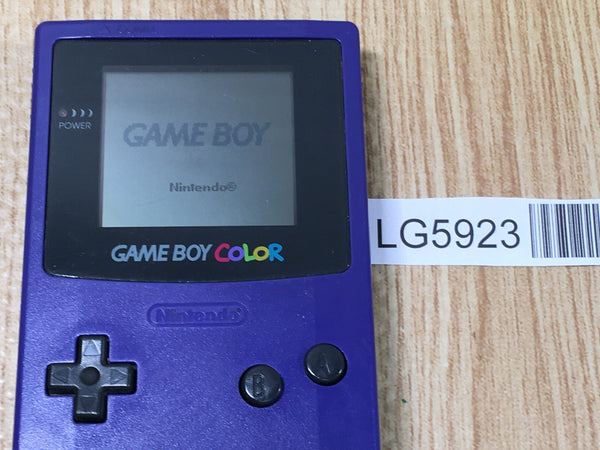 POWER
GAME BOY
Nintendo®
GAME BOY COLOR
Nintendo
B
A
LG5923